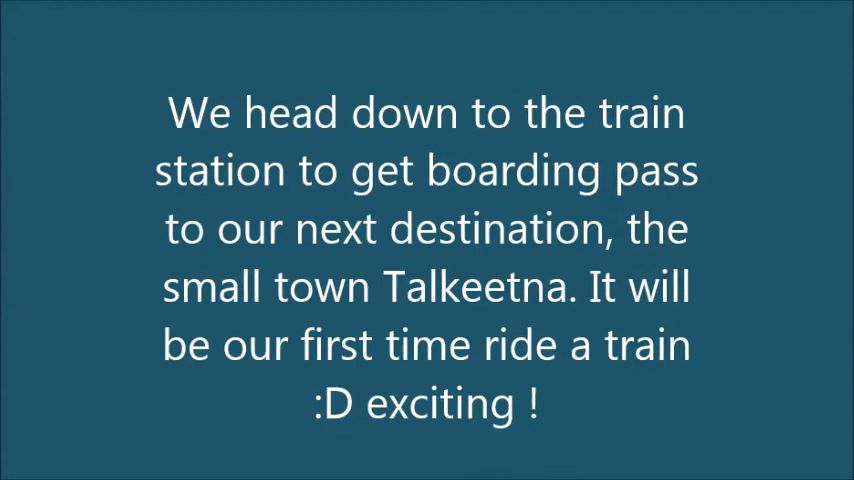 We head down to the train
station to get boarding pass
to our next destination, the
small town Talkeetna. It will
be our first time ride a train
:D exciting !